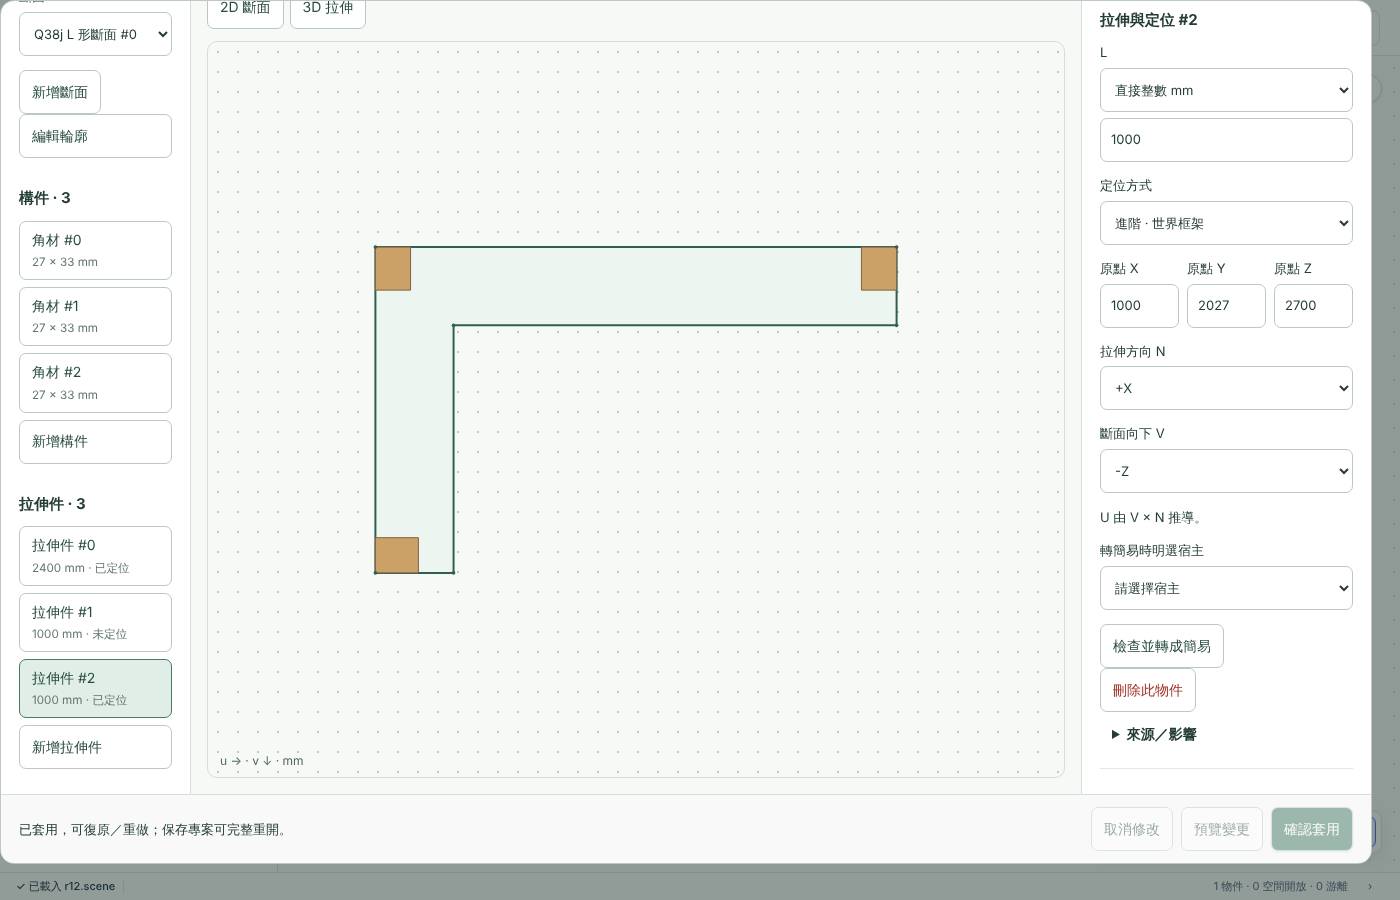 Q38j L 形斷面 #0
新增斷面
編輯輪廓
構件 · 3
角材 #0
27 × 33 mm
角材 #1
27 × 33 mm
角材 #2
27 × 33 mm
新增構件
拉伸件 · 3
拉伸件 #0
2400 mm · 已定位
拉伸件 #1
1000 mm · 未定位
拉伸件 #2
1000 mm · 已定位
新增拉伸件
2D 斷面
3D 拉伸
u → · v ↓ · mm
拉伸與定位 #2
L
直接整數 mm
1000
定位方式
進階 · 世界框架
原點 X 原點 Y 原點 Z
1000 2027 2700
拉伸方向 N
+X
斷面向下 V
-Z
U 由 V × N 推導。
轉簡易時明選宿主
請選擇宿主
檢查並轉成簡易
刪除此物件
▶ 來源／影響
已套用，可復原／重做；保存專案可完整重開。
取消修改 預覽變更 確認套用
✓ 已載入 r12.scene
1 物件 · 0 空間開放 · 0 游離 ›